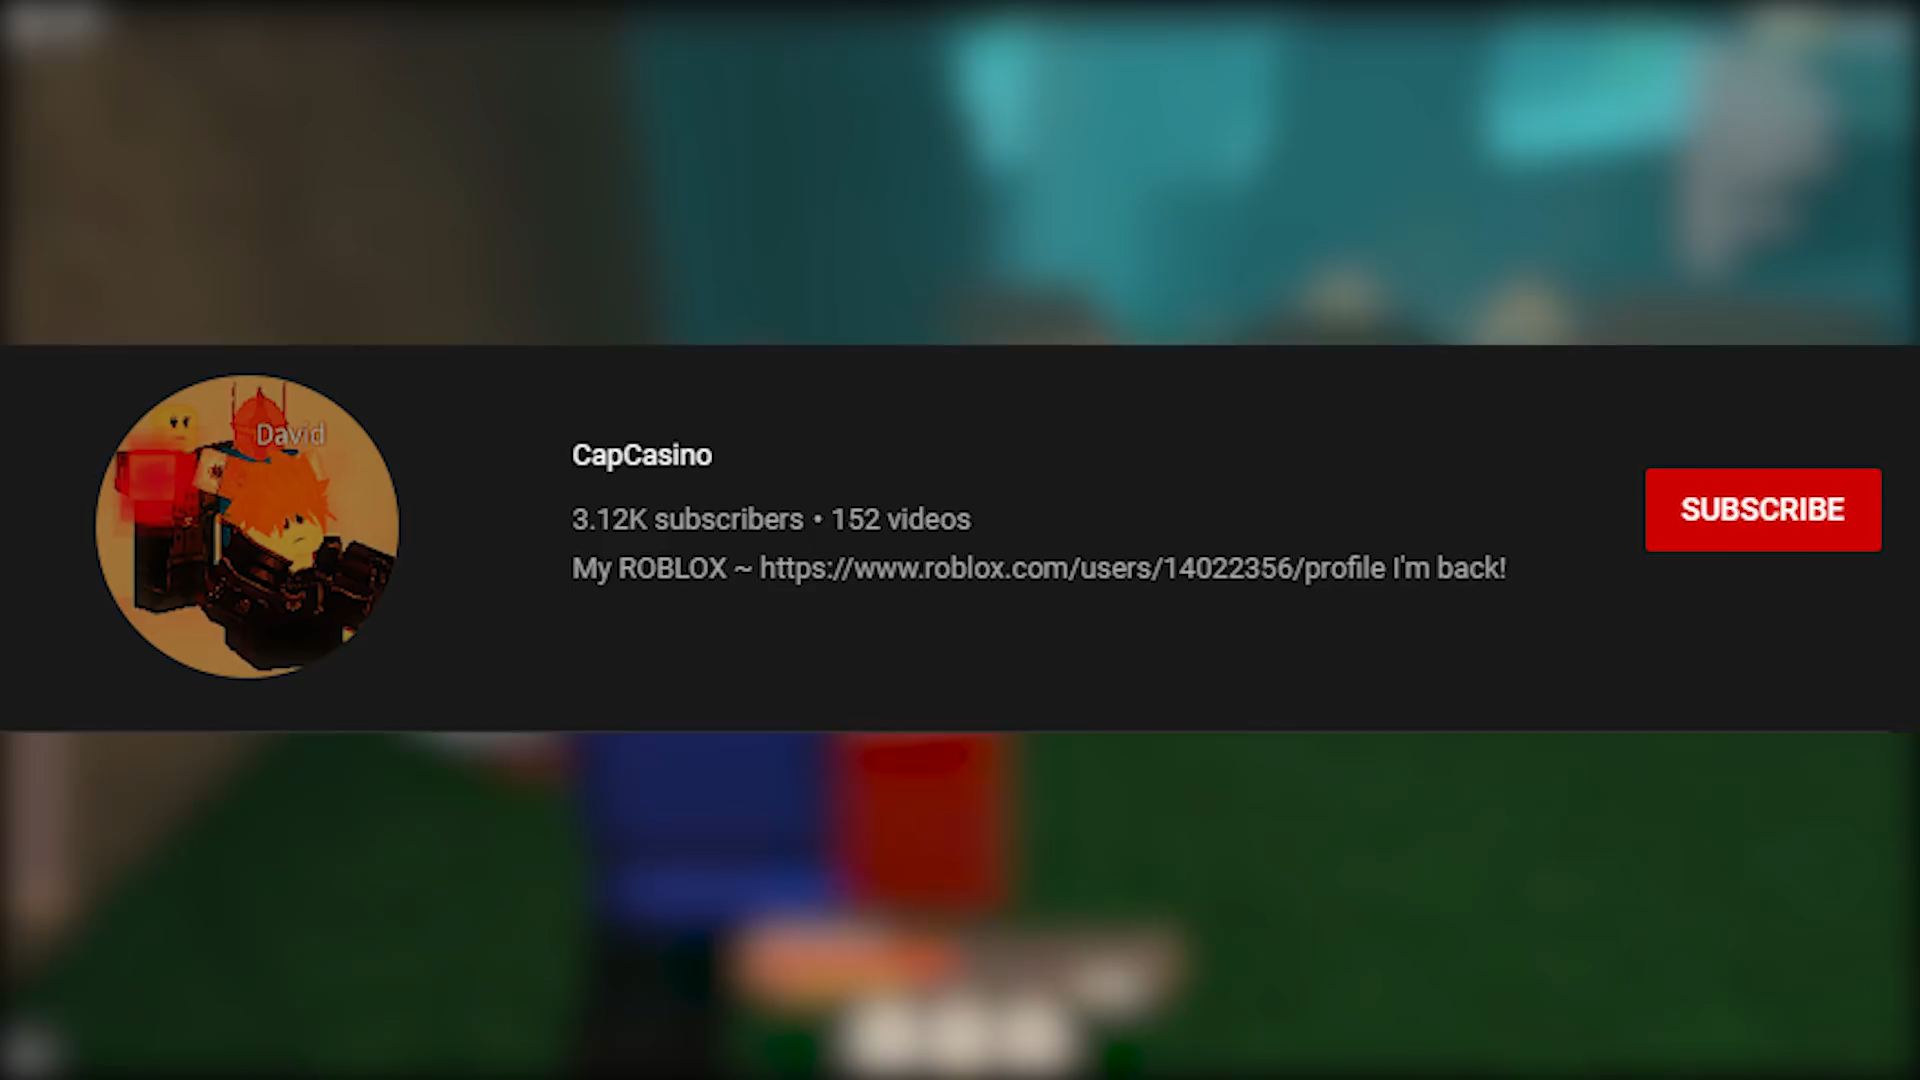 David
CapCasino
3.12K subscribers • 152 videos
My ROBLOX ~ https://www.roblox.com/users/14022356/profile I'm back!
SUBSCRIBE